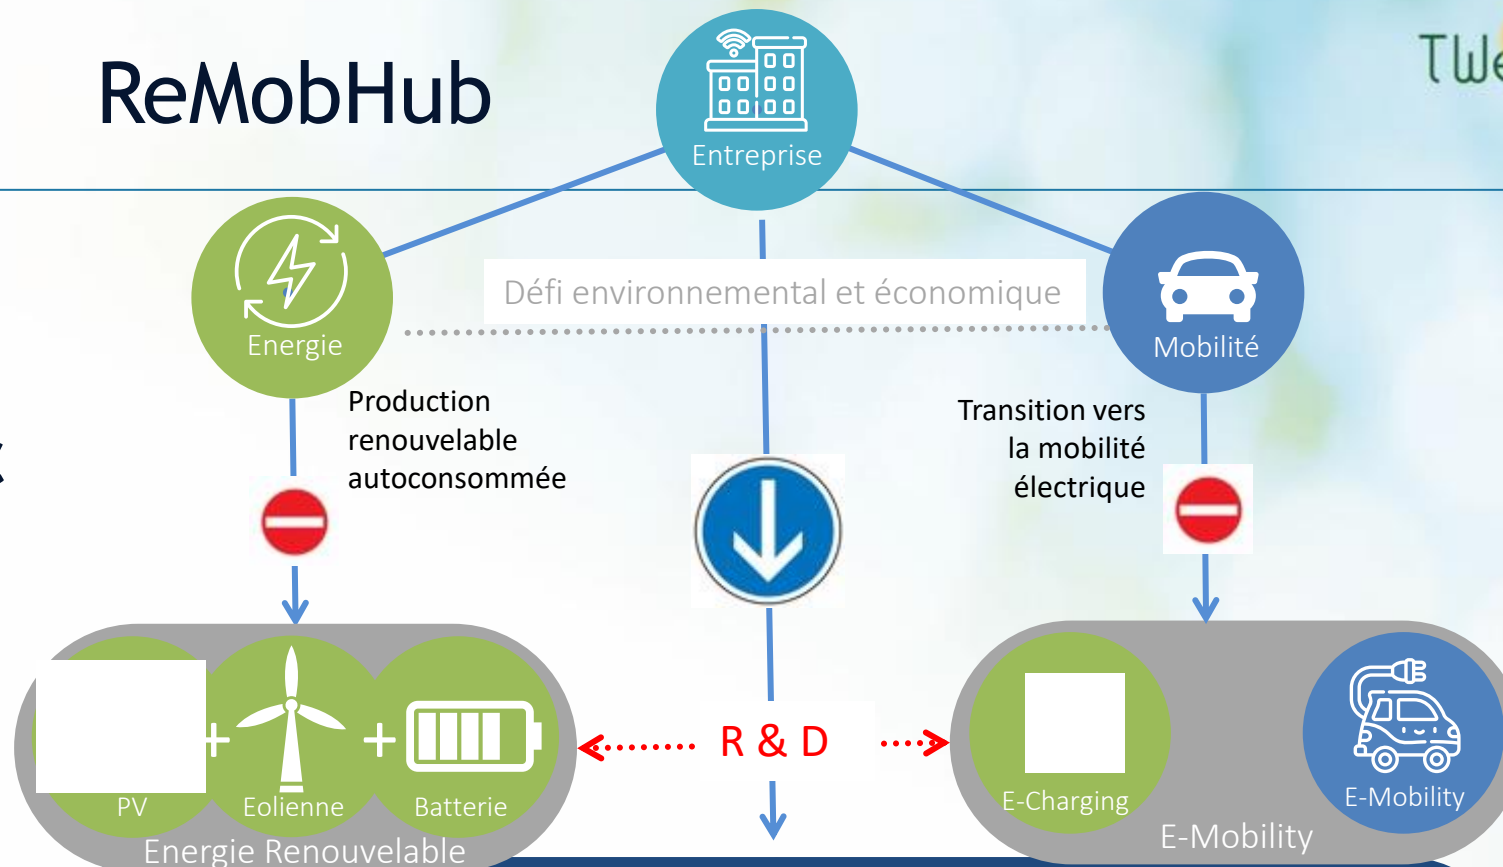 ReMobHub
Entreprise
Défi environnemental et économique
Energie
Mobilité
Production
renouvelable
autoconsommée
Transition vers
la mobilité
électrique
R & D
+
+
PV
Eolienne
Batterie
Energie Renouvelable
E-Charging
E-Mobility
E-Mobility